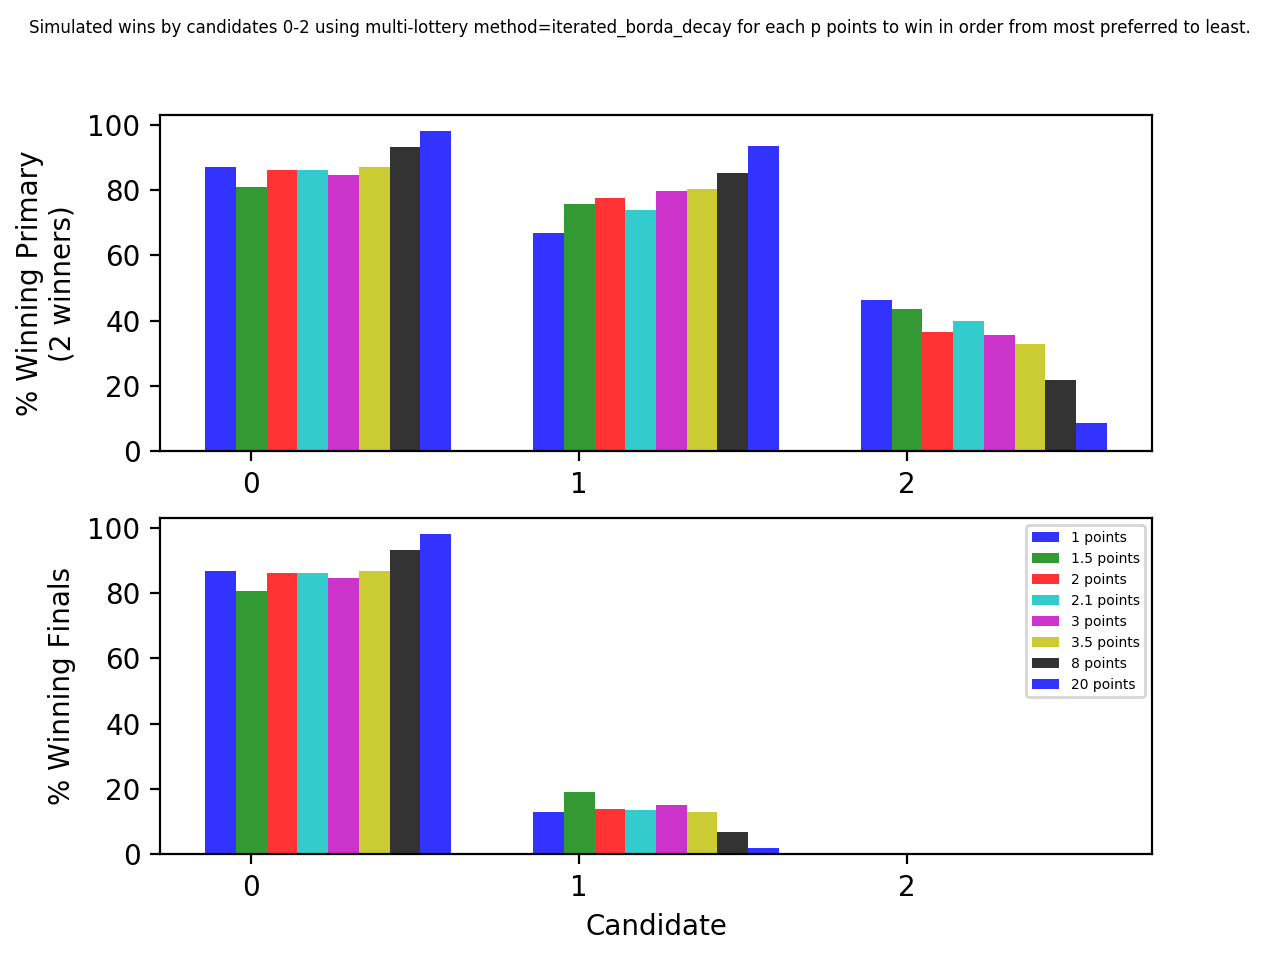 Simulated wins by candidates 0-2 using multi-lottery method=iterated_borda_decay for each p points to win in order from most preferred to least.
% Winning Primary
(2 winners)
100
80
60
40
20
0
0 1 2
% Winning Finals
100
80
60
40
20
0
0 1 2
1 points
1.5 points
2 points
2.1 points
3 points
3.5 points
8 points
20 points
Candidate